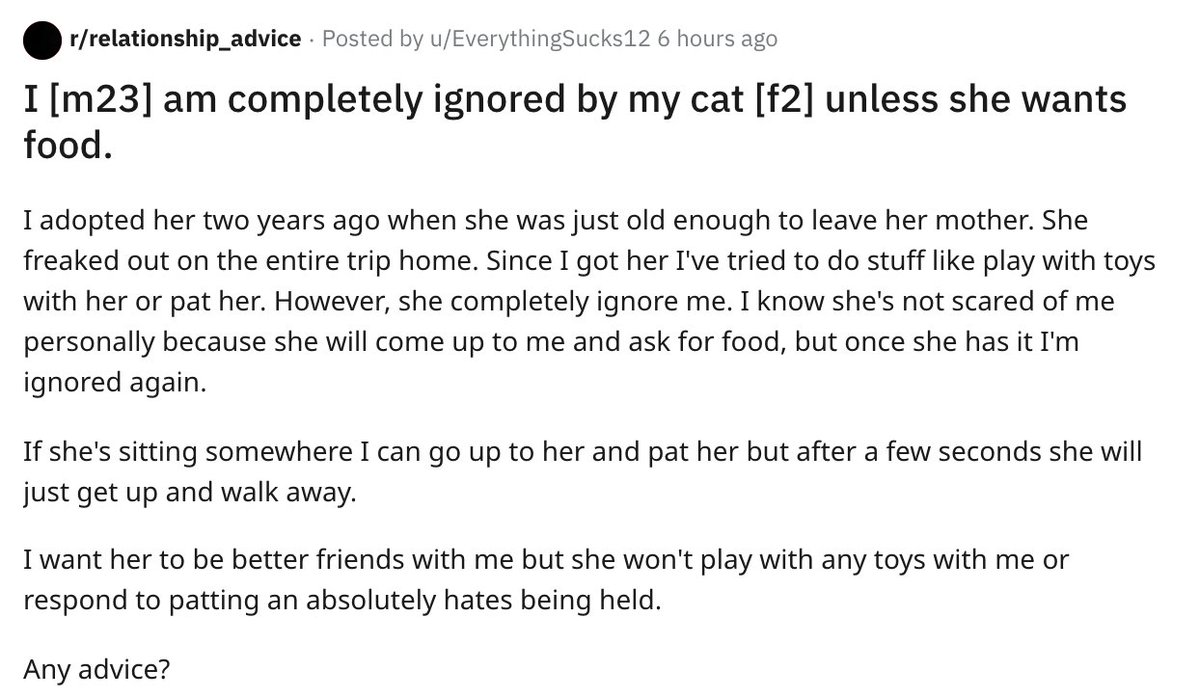 r/relationship_advice · Posted by u/EverythingSucks12 6 hours ago
I [m23] am completely ignored by my cat [f2] unless she wants
food.
I adopted her two years ago when she was just old enough to leave her mother. She
freaked out on the entire trip home. Since I got her I've tried to do stuff like play with toys
with her or pat her. However, she completely ignore me. I know she's not scared of me
personally because she will come up to me and ask for food, but once she has it I'm
ignored again.
If she's sitting somewhere I can go up to her and pat her but after a few seconds she will
just get up and walk away.
I want her to be better friends with me but she won't play with any toys with me or
respond to patting an absolutely hates being held.
Any advice?